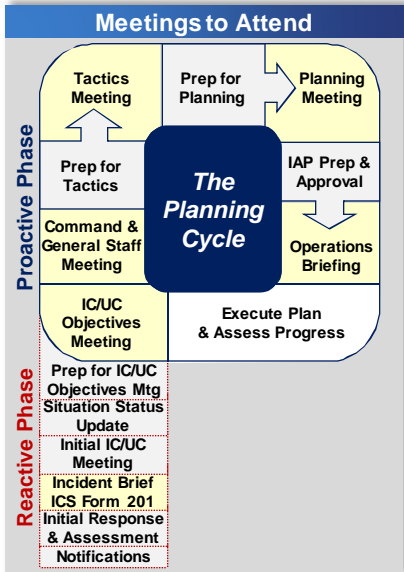 Meetings to Attend
Proactive Phase
Tactics
Meeting
Prep for
Planning
Planning
Meeting
Prep for
Tactics
The
Planning
Cycle
IAP Prep &
Approval
Command &
General Staff
Meeting
Operations
Briefing
IC/UC
Objectives
Meeting
Execute Plan
& Assess Progress
Reactive Phase
Prep for IC/UC
Objectives Mtg
Situation Status
Update
Initial IC/UC
Meeting
Incident Brief
ICS Form 201
Initial Response
& Assessment
Notifications